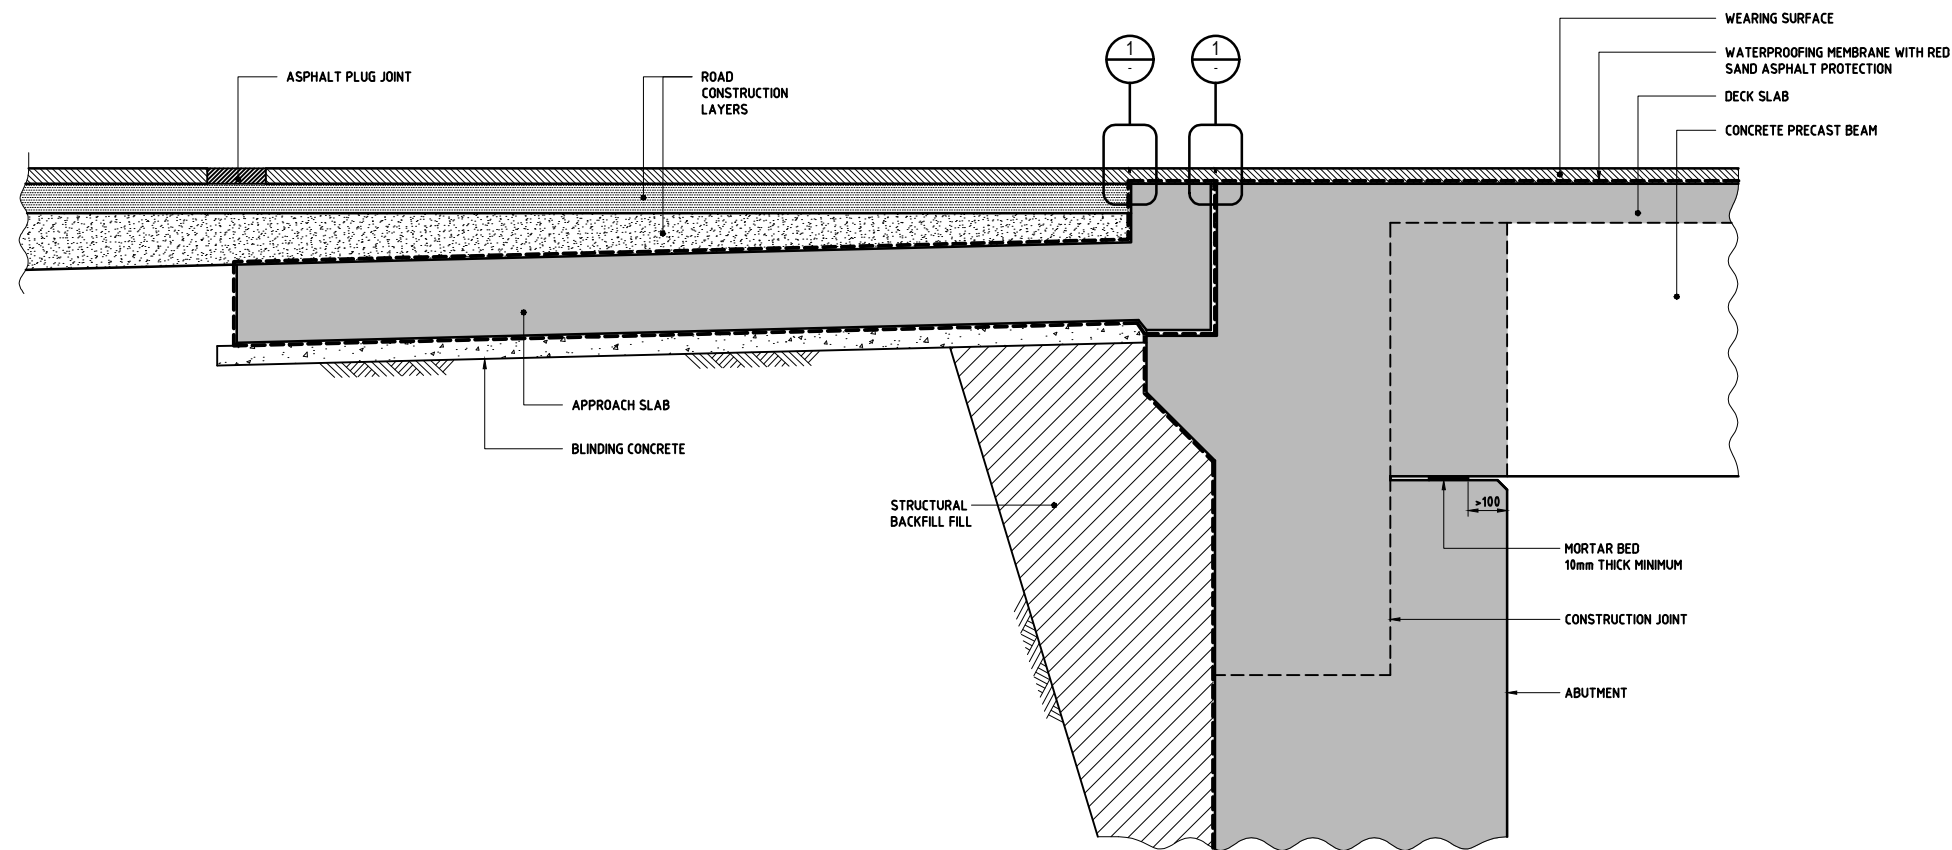 WEARING SURFACE
WATERPROOFING MEMBRANE WITH RED
SAND ASPHALT PROTECTION
DECK SLAB
CONCRETE PRECAST BEAM
1
-
1
-
ASPHALT PLUG JOINT
ROAD
CONSTRUCTION
LAYERS
APPROACH SLAB
BLINDING CONCRETE
STRUCTURAL
BACKFILL FILL
>100
MORTAR BED
10mm THICK MINIMUM
CONSTRUCTION JOINT
ABUTMENT